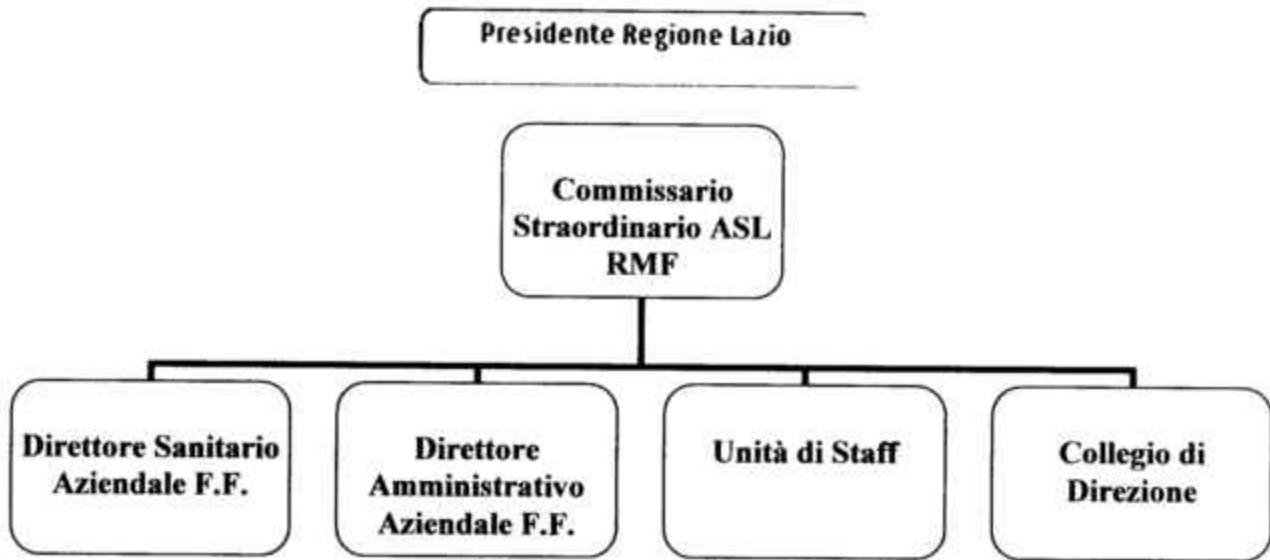 Presidente Regione Lazio
Commissario
Straordinario ASL
RMF
Direttore Sanitario
Aziendale F.F.
Direttore
Amministrativo
Aziendale F.F.
Unità di Staff
Collegio di
Direzione